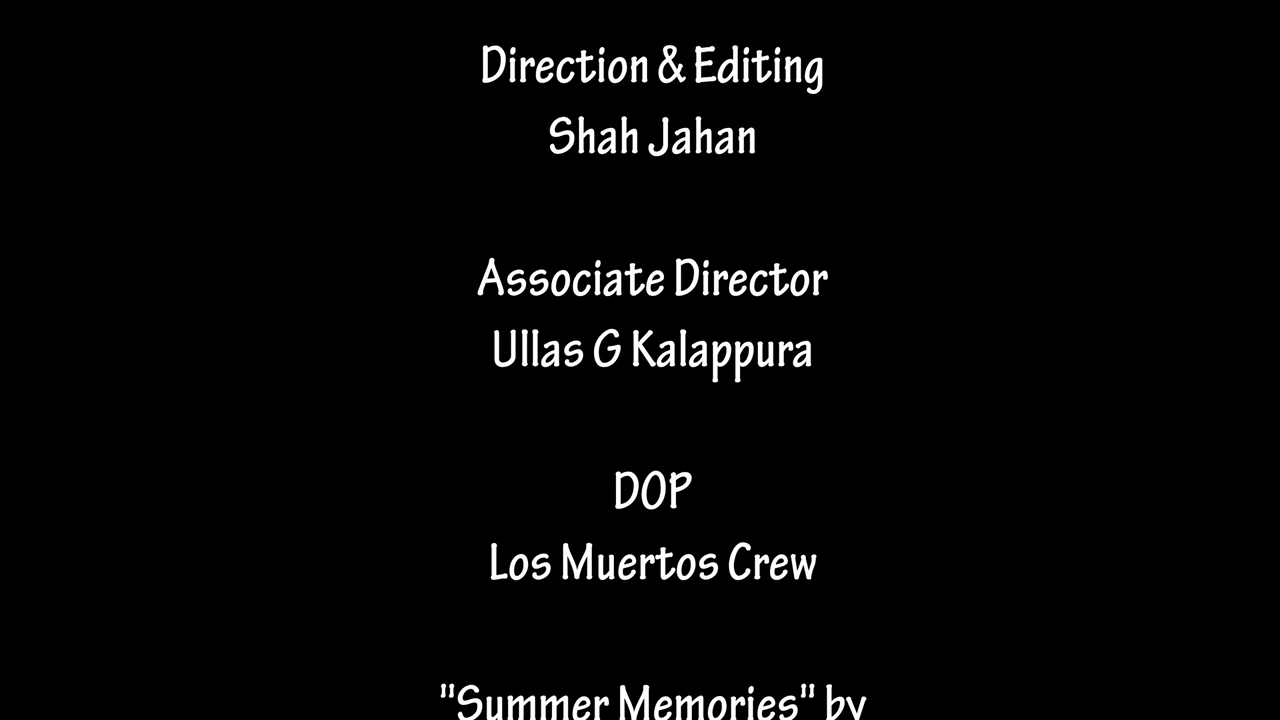 Direction & Editing
Shah Jahan
Associate Director
Ullas G Kalappura
DOP
Los Muertos Crew
"Summer Memories" by